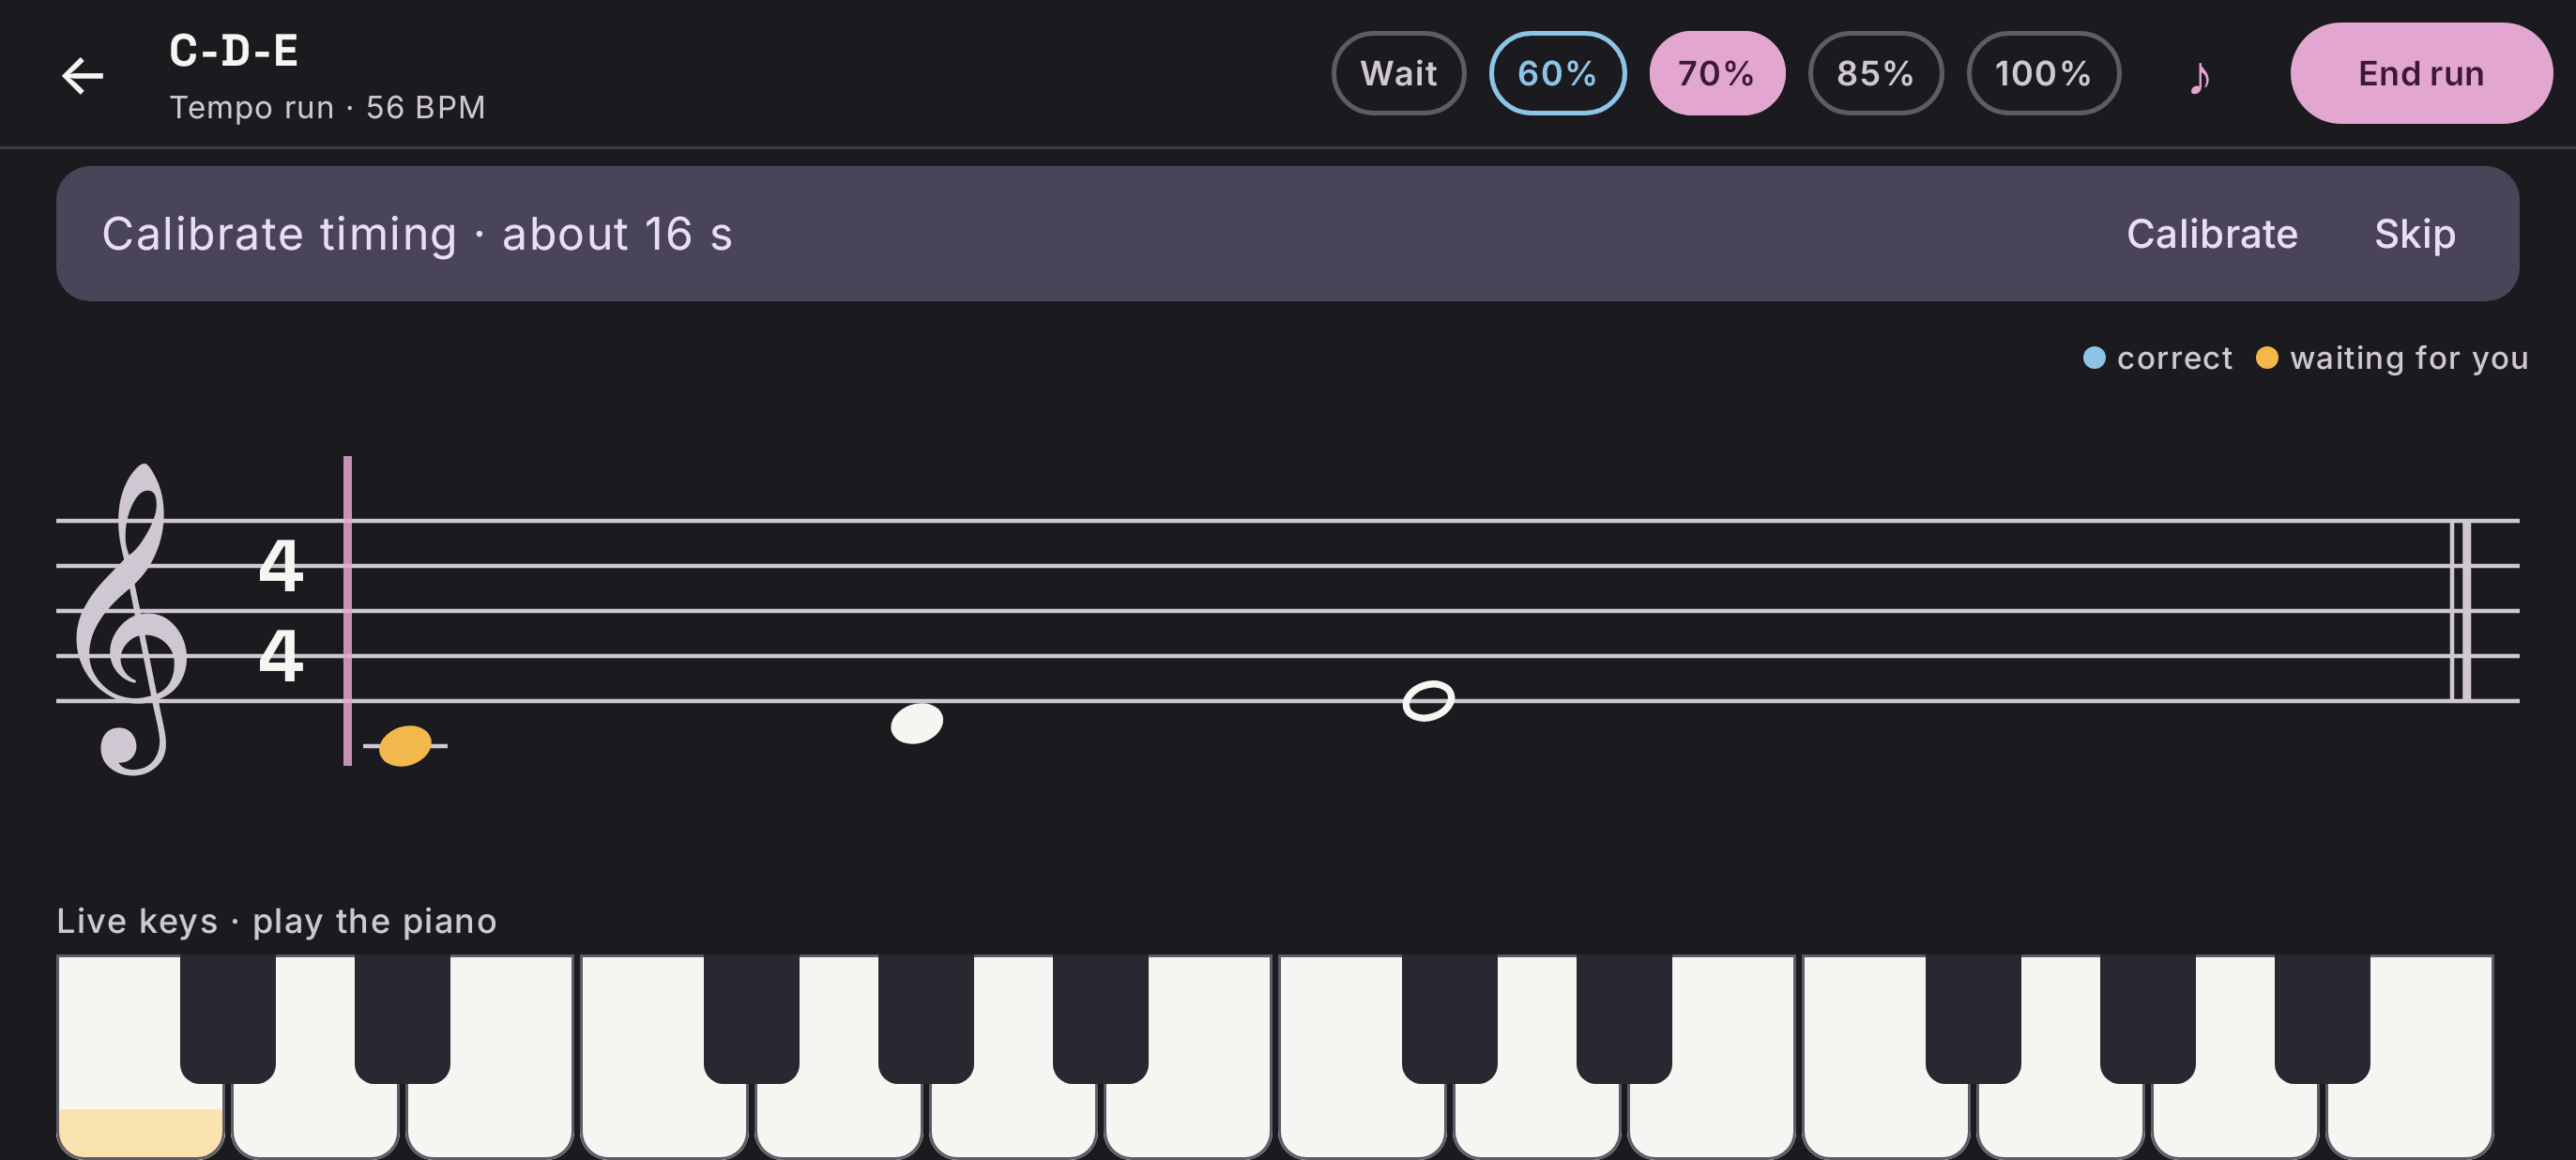 C-D-E
Tempo run · 56 BPM
Wait
60%
70%
85%
100%
♪
End run
Calibrate timing · about 16 s
Calibrate
Skip
correct
waiting for you
4
4
Live keys · play the piano